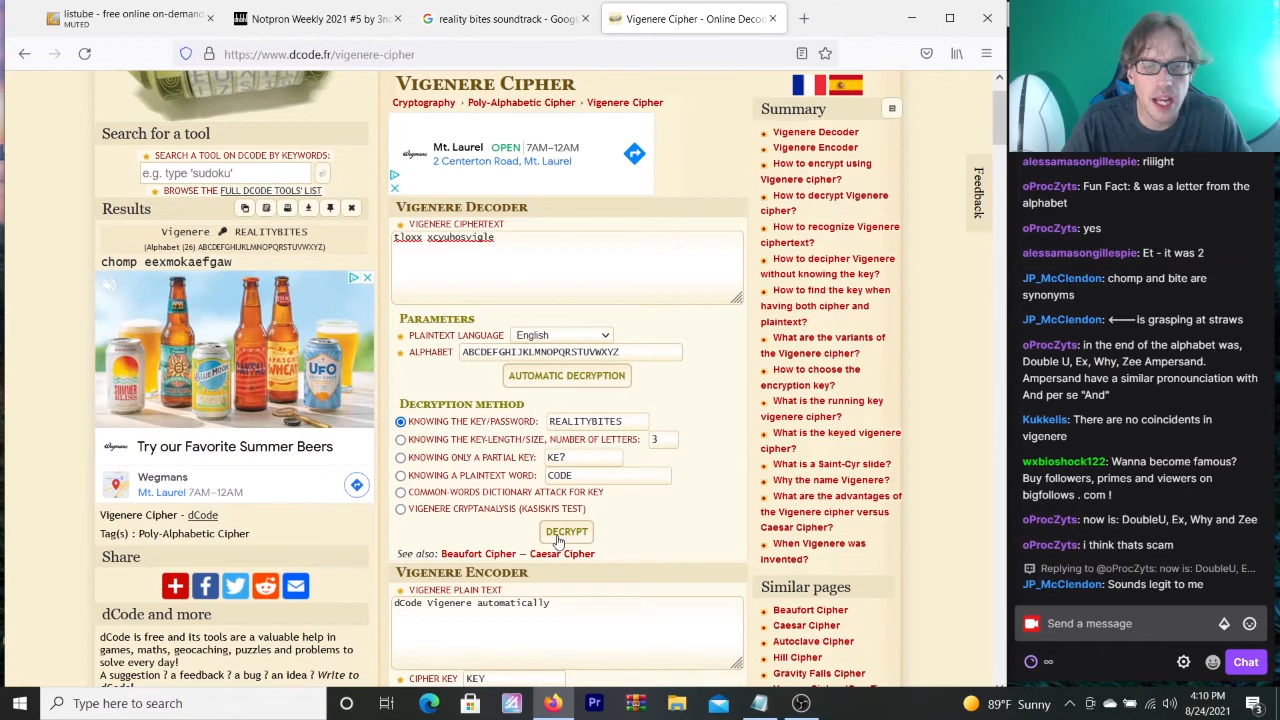 listube - free online on-demand
MUTED
Notpron Weekly 2021 #5 by 3nd
reality bites soundtrack - Google
Vigenere Cipher - Online Decod
https://www.dcode.fr/vigenere-cipher
Search for a tool
SEARCH A TOOL ON DCODE BY KEYWORDS:
e.g. type 'sudoku'
BROWSE THE FULL DCODE TOOLS' LIST
Results
Vigenere REALITYBITES
(Alphabet (26) ABCDEFGHIJKLMNOPQRSTUVWXYZ)
chomp eexmokaefgaw
SUMMER BLISS
BLUE MOON
APRICOT WHEAT
UFO
Try our Favorite Summer Beers
Wegmans
Mt. Laurel 7AM–12AM
Vigenere Cipher - dCode
Tag(s) : Poly-Alphabetic Cipher
Share
dCode and more
dCode is free and its tools are a valuable help in
games, maths, geocaching, puzzles and problems to
solve every day!
A suggestion ? a feedback ? a bug ? an idea ? Write to
VIGENERE CIPHER
Cryptography › Poly-Alphabetic Cipher › Vigenere Cipher
Wegmans
Mt. Laurel OPEN 7AM–12AM
2 Centerton Road, Mt. Laurel
VIGENERE DECODER
VIGENERE CIPHERTEXT
tloxx xcyuhosvigle
PARAMETERS
PLAINTEXT LANGUAGE English
ALPHABET ABCDEFGHIJKLMNOPQRSTUVWXYZ
AUTOMATIC DECRYPTION
DECRYPTION METHOD
KNOWING THE KEY/PASSWORD: REALITYBITES
KNOWING THE KEY-LENGTH/SIZE, NUMBER OF LETTERS: 3
KNOWING ONLY A PARTIAL KEY: KE?
KNOWING A PLAINTEXT WORD: CODE
COMMON-WORDS DICTIONARY ATTACK FOR KEY
VIGENERE CRYPTANALYSIS (KASISKI'S TEST)
DECRYPT
See also: Beaufort Cipher — Caesar Cipher
VIGENERE ENCODER
VIGENERE PLAIN TEXT
dCode Vigenere automatically
CIPHER KEY KEY
Summary
Vigenere Decoder
Vigenere Encoder
How to encrypt using
Vigenere cipher?
How to decrypt Vigenere
cipher?
How to recognize Vigenere
ciphertext?
How to decipher Vigenere
without knowing the key?
How to find the key when
having both cipher and
plaintext?
What are the variants of
the Vigenere cipher?
How to choose the
encryption key?
What is the running key
vigenere cipher?
What is the keyed vigenere
cipher?
What is a Saint-Cyr slide?
Why the name Vigenere?
What are the advantages of
the Vigenere cipher versus
Caesar Cipher?
When Vigenere was
invented?
Similar pages
Beaufort Cipher
Caesar Cipher
Autoclave Cipher
Hill Cipher
Gravity Falls Cipher
Feedback
alessamasongillespie: riiiight
oProcZyts: Fun Fact: & was a letter from the
alphabet
oProcZyts: yes
alessamasongillespie: Et - it was 2
JP_McClendon: chomp and bite are
synonyms
JP_McClendon: <----is grasping at straws
oProcZyts: in the end of the alphabet was,
Double U, Ex, Why, Zee Ampersand.
Ampersand have a similar pronounciation with
And per se "And"
Kukkelis: There are no coincidents in
vigenere
wxbioshock122: Wanna become famous?
Buy followers, primes and viewers on
bigfollows . com !
oProcZyts: now is: DoubleU, Ex, Why and Zee
oProcZyts: i think thats scam
Replying to @oProcZyts: now is: DoubleU, E...
JP_McClendon: Sounds legit to me
Send a message
Chat
Type here to search
Pr
89°F Sunny
4:10 PM
8/24/2021
3